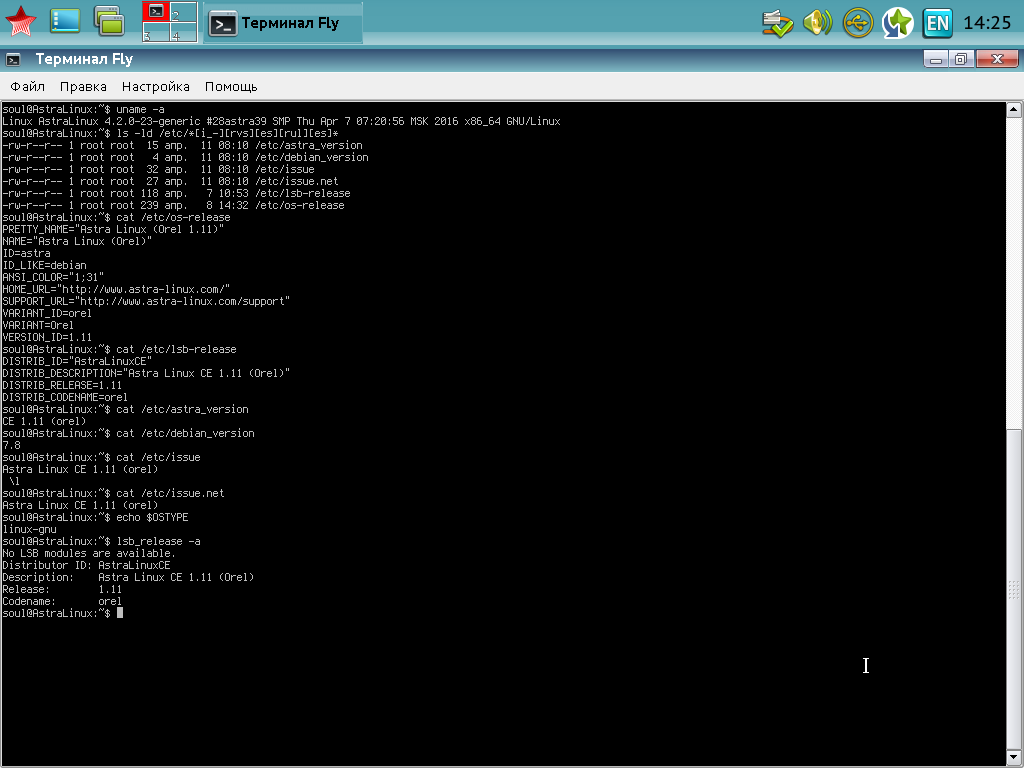 2
3 4
Терминал Fly
EN
14:25
Терминал Fly
Файл Правка Настройка Помощь
soul@AstraLinux:~$ uname -a
Linux AstraLinux 4.2.0-23-generic #28astra39 SMP Thu Apr 7 07:20:56 MSK 2016 x86_64 GNU/Linux
soul@AstraLinux:~$ ls -ld /etc/*[i_-][rvs][es][rul][es]*
-rw-r--r-- 1 root root  15 апр.  11 08:10 /etc/astra_version
-rw-r--r-- 1 root root   4 апр.  11 08:10 /etc/debian_version
-rw-r--r-- 1 root root  32 апр.  11 08:10 /etc/issue
-rw-r--r-- 1 root root  27 апр.  11 08:10 /etc/issue.net
-rw-r--r-- 1 root root 118 апр.   7 10:53 /etc/lsb-release
-rw-r--r-- 1 root root 239 апр.   8 14:32 /etc/os-release
soul@AstraLinux:~$ cat /etc/os-release
PRETTY_NAME="Astra Linux (Orel 1.11)"
NAME="Astra Linux (Orel)"
ID=astra
ID_LIKE=debian
ANSI_COLOR="1;31"
HOME_URL="http://www.astra-linux.com/"
SUPPORT_URL="http://www.astra-linux.com/support"
VARIANT_ID=orel
VARIANT=Orel
VERSION_ID=1.11
soul@AstraLinux:~$ cat /etc/lsb-release
DISTRIB_ID="AstraLinuxCE"
DISTRIB_DESCRIPTION="Astra Linux CE 1.11 (Orel)"
DISTRIB_RELEASE=1.11
DISTRIB_CODENAME=orel
soul@AstraLinux:~$ cat /etc/astra_version
CE 1.11 (orel)
soul@AstraLinux:~$ cat /etc/debian_version
7.8
soul@AstraLinux:~$ cat /etc/issue
Astra Linux CE 1.11 (orel)
 \l
soul@AstraLinux:~$ cat /etc/issue.net
Astra Linux CE 1.11 (orel)
soul@AstraLinux:~$ echo $OSTYPE
linux-gnu
soul@AstraLinux:~$ lsb_release -a
No LSB modules are available.
Distributor ID: AstraLinuxCE
Description:    Astra Linux CE 1.11 (Orel)
Release:        1.11
Codename:       orel
soul@AstraLinux:~$